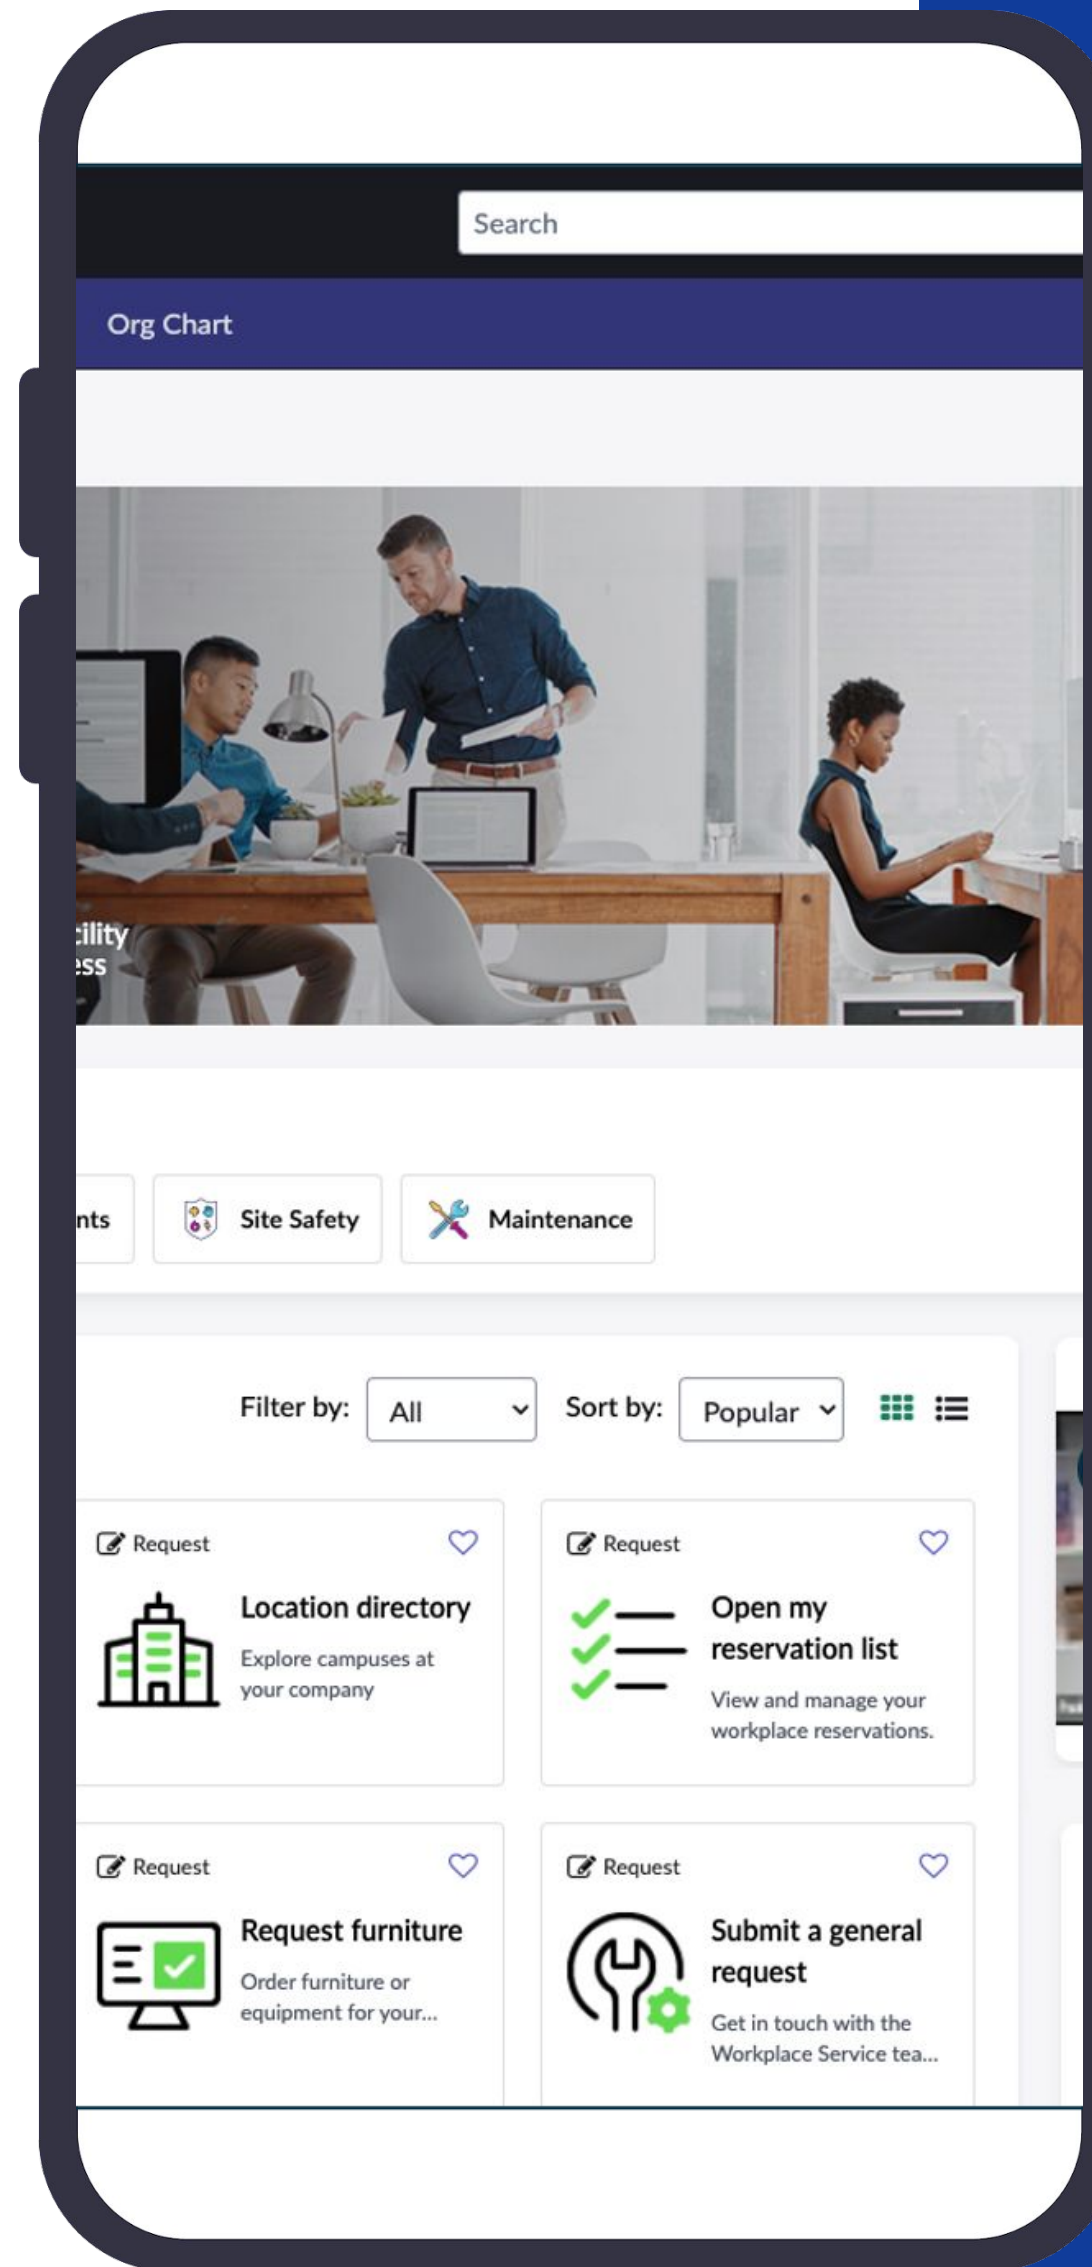 Search
Org Chart
cility
ess
nts
Site Safety
Maintenance
Filter by:
All
Sort by:
Popular
Request
Location directory
Explore campuses at
your company
Request
Open my
reservation list
View and manage your
workplace reservations.
Request
Request furniture
Order furniture or
equipment for your...
Request
Submit a general
request
Get in touch with the
Workplace Service tea...